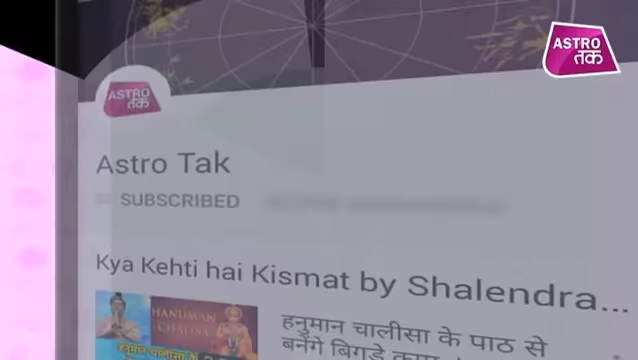 ASTRO
तक
ASTRO
तक
Astro Tak
SUBSCRIBED
Kya Kehti hai Kismat by Shalendra...
HANUMAN
CHALISA
हनुमान चालीसा के पाठ से
बनेंगे बिगड़े काम